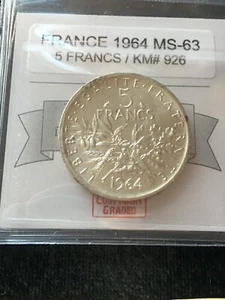 FRANCE 1964 MS-63
5 FRANCS / KM# 926
LIBERTE·EGALITE·FRATERNITE
5
FRANCS
1964
GRADED